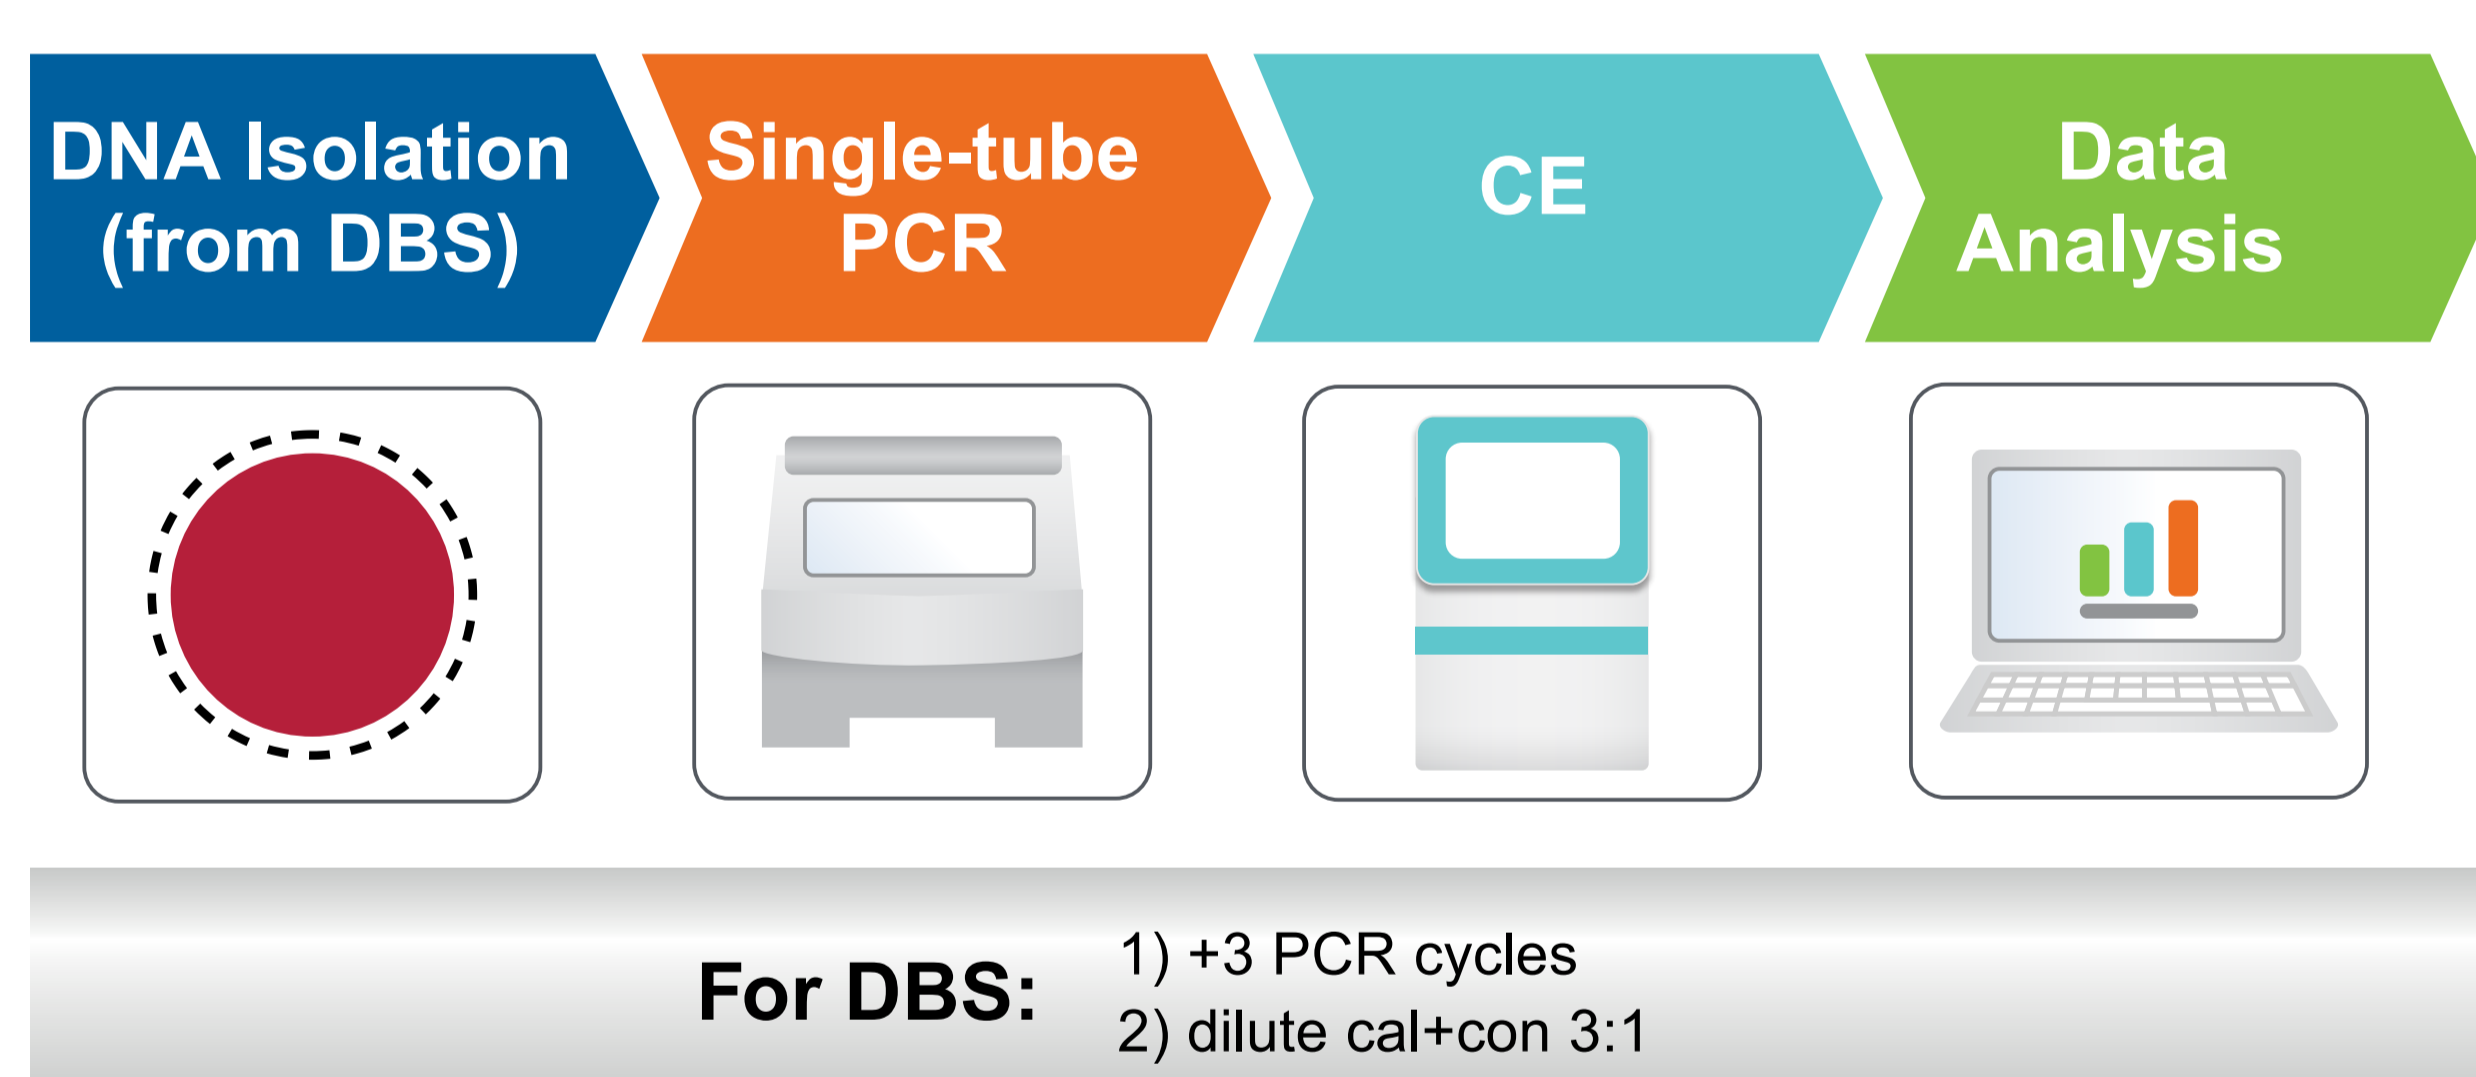 DNA Isolation
(from DBS)
Single-tube
PCR
CE
Data
Analysis
For DBS:
1) +3 PCR cycles
2) dilute cal+con 3:1